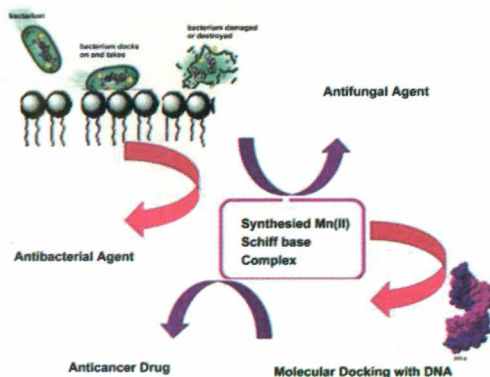 bacterium
bacterium docks
on and takes
bacterium damaged
or destroyed
Antifungal Agent
Synthesied Mn(II)
Schiff base
Complex
Antibacterial Agent
Anticancer Drug
Molecular Docking with DNA